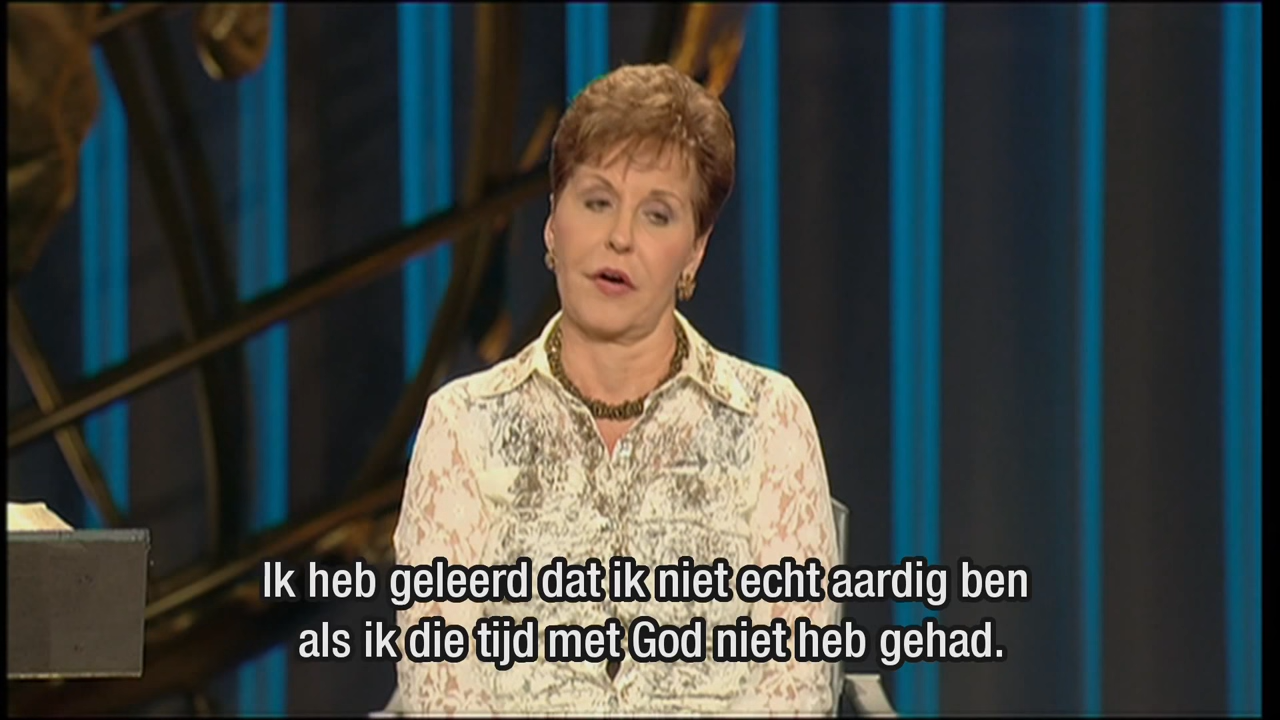 Ik heb geleerd dat ik niet echt aardig ben
als ik die tijd met God niet heb gehad.